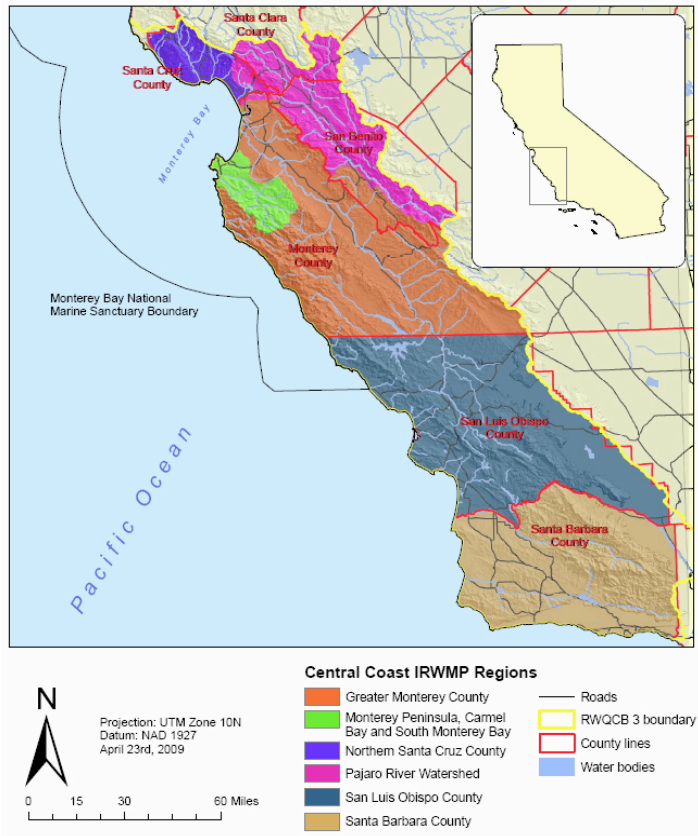 Santa Clara
County
Santa Cruz
County
Monterey Bay
San Benito
County
Monterey
County
Monterey Bay National
Marine Sanctuary Boundary
San Luis Obispo
County
Pacific Ocean
Santa Barbara
County
N
Projection: UTM Zone 10N
Datum: NAD 1927
April 23rd, 2009
0 15 30 60 Miles
Central Coast IRWMP Regions
Greater Monterey County
Monterey Peninsula, Carmel
Bay and South Monterey Bay
Northern Santa Cruz County
Pajaro River Watershed
San Luis Obispo County
Santa Barbara County
Roads
RWQCB 3 boundary
County lines
Water bodies